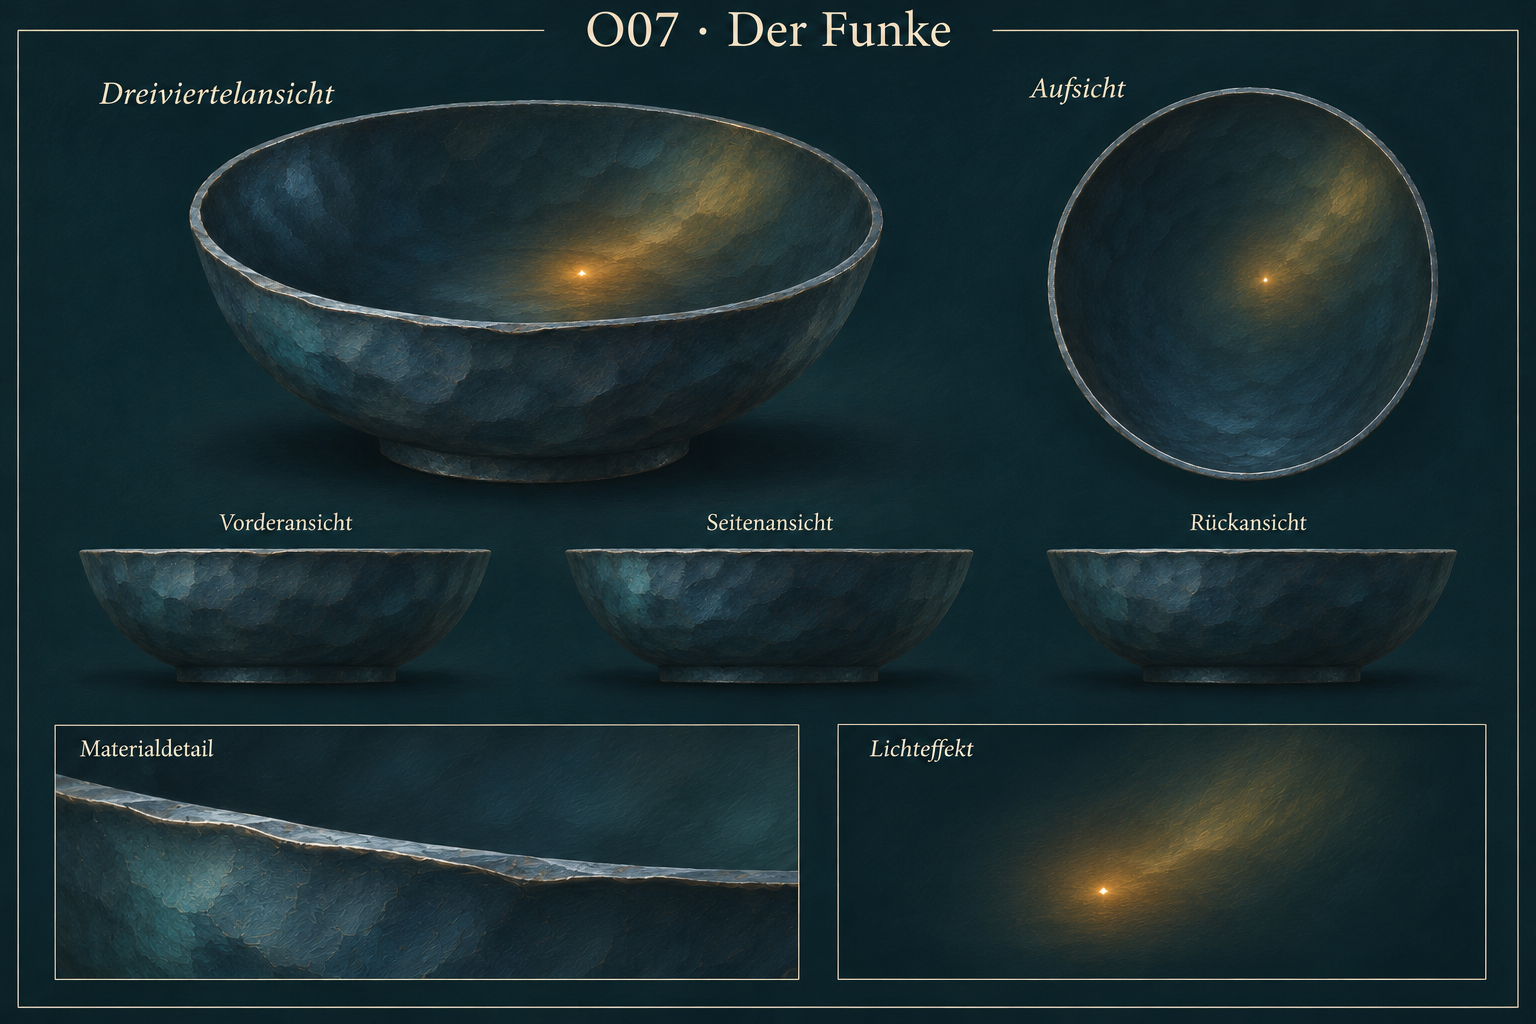 O07 · Der Funke
Dreiviertelansicht
Aufsicht
Vorderansicht
Seitenansicht
Rückansicht
Materialdetail
Lichteffekt